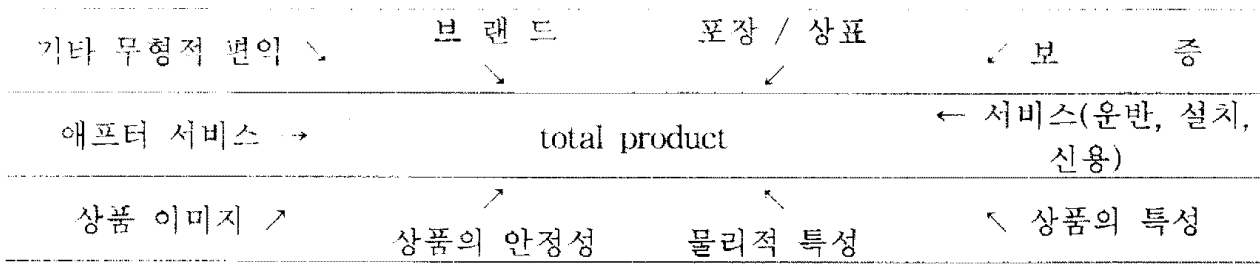 기타 무형적 편익 ↘ 브 랜 드 포장 / 상표 ↙ 보 증
↘ ↙
애프터 서비스 → total product ← 서비스(운반, 설치,
신용)
상품 이미지 ↗ ↗ ↖ ↖ 상품의 특성
상품의 안정성 물리적 특성